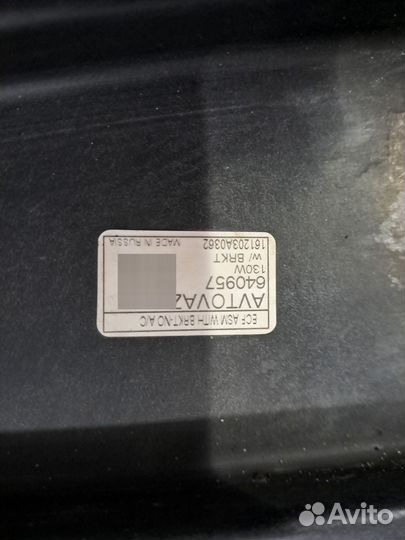 ECF ASM WITH BRKT-NO A/C
AVTOVAZ
640957
130W
W/ BRKT
161203A0362
MADE IN RUSSIA
Avito